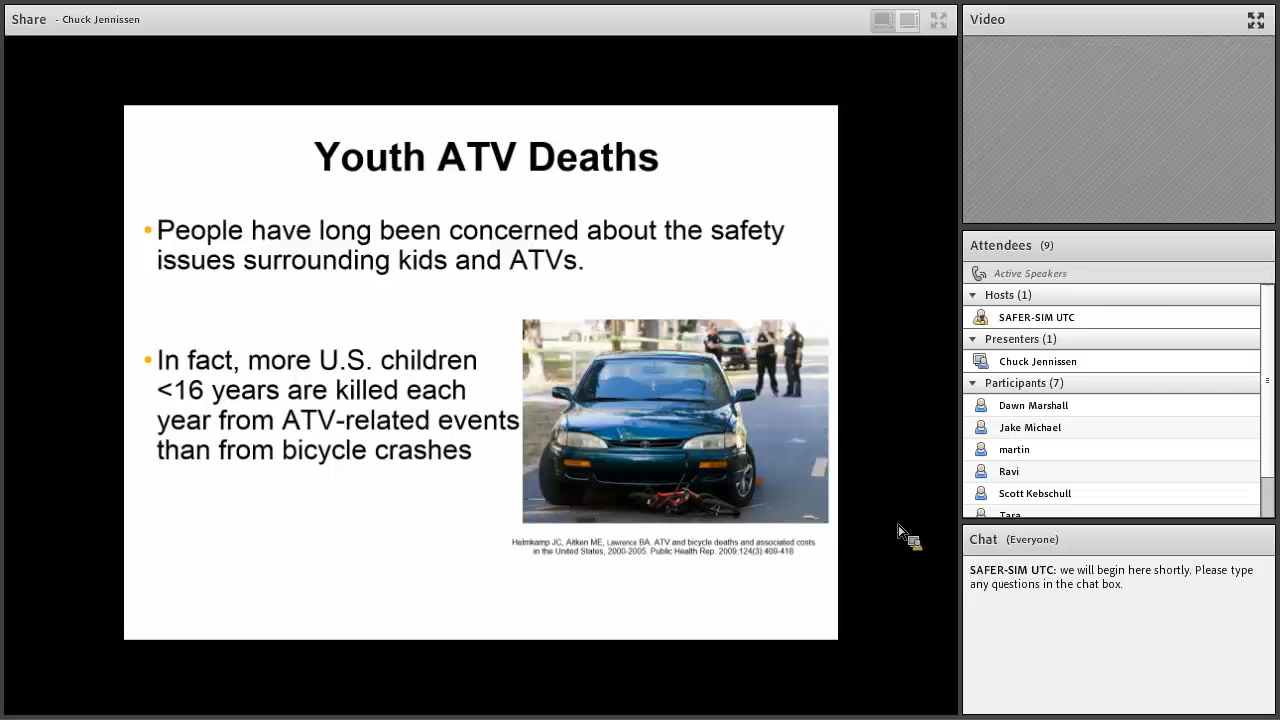 Share - Chuck Jennissen
Youth ATV Deaths
•People have long been concerned about the safety
issues surrounding kids and ATVs.
•In fact, more U.S. children
<16 years are killed each
year from ATV-related events
than from bicycle crashes
Helmkamp JC, Aitken ME, Lawrence BA. ATV and bicycle deaths and associated costs
in the United States, 2000-2005. Public Health Rep. 2009;124(3):409-418
Video
Attendees (9)
Active Speakers
Hosts (1)
SAFER-SIM UTC
Presenters (1)
Chuck Jennissen
Participants (7)
Dawn Marshall
Jake Michael
martin
Ravi
Scott Kebschull
Tara
Chat (Everyone)
SAFER-SIM UTC: we will begin here shortly. Please type
any questions in the chat box.